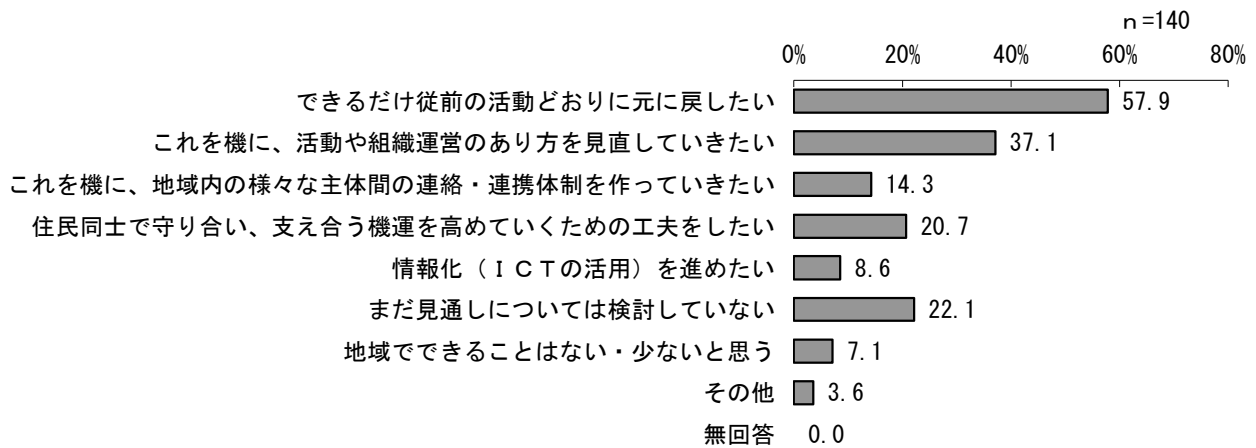 n=140
0% 20% 40% 60% 80%
できるだけ従前の活動どおりに元に戻したい 57.9
これを機に、活動や組織運営のあり方を見直していきたい 37.1
これを機に、地域内の様々な主体間の連絡・連携体制を作っていきたい 14.3
住民同士で守り合い、支え合う機運を高めていくための工夫をしたい 20.7
情報化（ＩＣＴの活用）を進めたい 8.6
まだ見通しについては検討していない 22.1
地域でできることはない・少ないと思う 7.1
その他 3.6
無回答 0.0